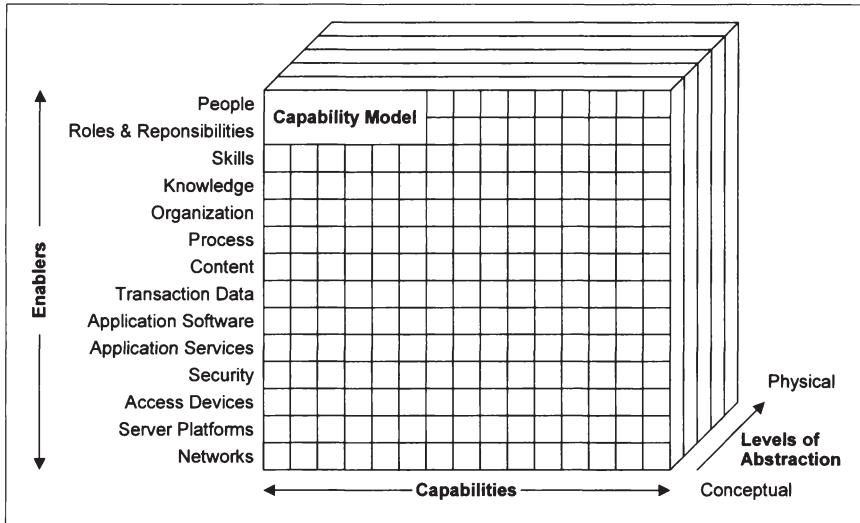 People
Roles & Reponsibilities
Skills
Knowledge
Organization
Process
Content
Transaction Data
Application Software
Application Services
Security
Access Devices
Server Platforms
Networks
Enablers
Capability Model
Capabilities
Physical
Levels of
Abstraction
Conceptual